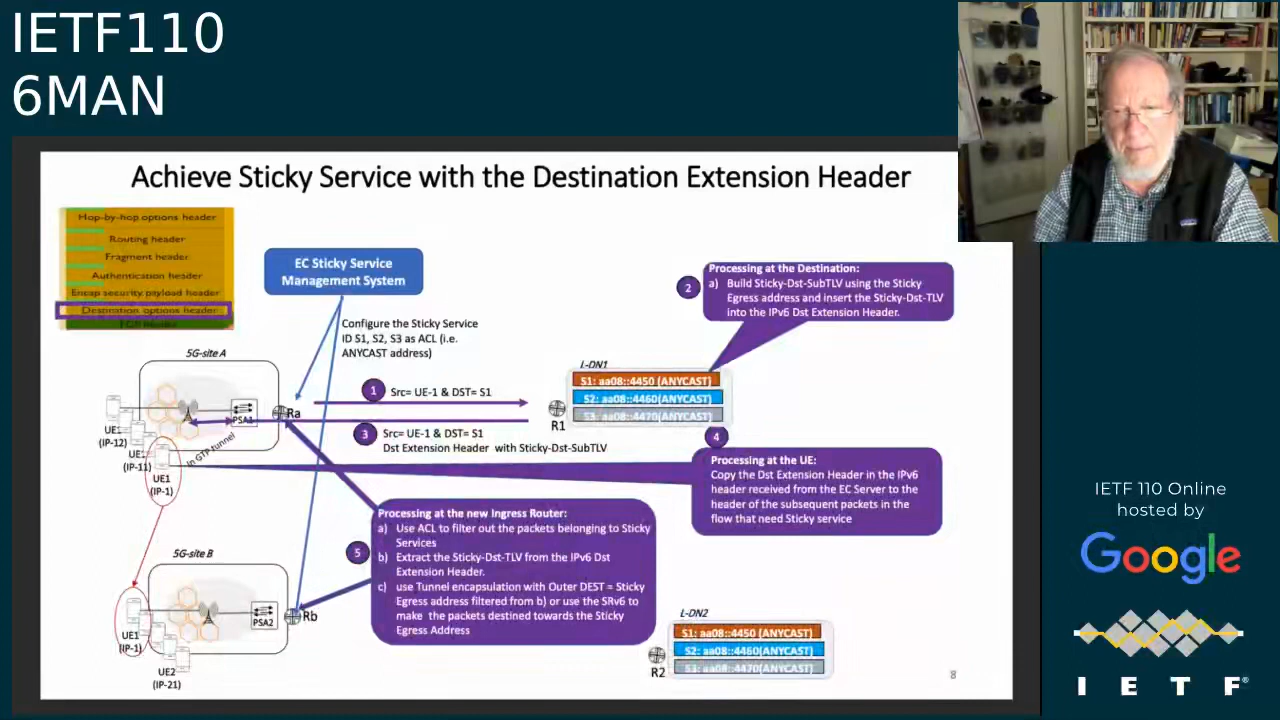 IETF110
6MAN
Achieve Sticky Service with the Destination Extension Header
Hop-by-hop options header
Routing header
Fragment header
Authentication header
Encap security payload header
Destination options header
EC Sticky Service
Management System
Configure the Sticky Service
ID S1, S2, S3 as ACL (i.e.
ANYCAST address)
2
Processing at the Destination:
a) Build Sticky-Dst-SubTLV using the Sticky
Egress address and insert the Sticky-Dst-TLV
into the IPv6 Dst Extension Header.
5G-site A
PSA1
Ra
UE1
(IP-12)
(IP-11)
In GTP tunnel
UE1
(IP-1)
1
Src= UE-1 & DST= S1
3
Src= UE-1 & DST= S1
Dst Extension Header with Sticky-Dst-SubTLV
L-DN1
S1: aa08::4450 (ANYCAST)
S2: aa08::4460 (ANYCAST)
S3: aa08::4470(ANYCAST)
R1
4
Processing at the UE:
Copy the Dst Extension Header in the IPv6
header received from the EC Server to the
header of the subsequent packets in the
flow that need Sticky service
5
Processing at the new Ingress Router:
a) Use ACL to filter out the packets belonging to Sticky
Services
b) Extract the Sticky-Dst-TLV from the IPv6 Dst
Extension Header.
c) use Tunnel encapsulation with Outer DEST = Sticky
Egress address filtered from b) or use the SRv6 to
make the packets destined towards the Sticky
Egress Address
5G-site B
PSA2
Rb
UE1
(IP-1)
UE2
(IP-21)
L-DN2
S1: aa08::4450 (ANYCAST)
S2: aa08::4460(ANYCAST)
S3: aa08::4470(ANYCAST)
R2
8
IETF 110 Online
hosted by
Google
I E T F®